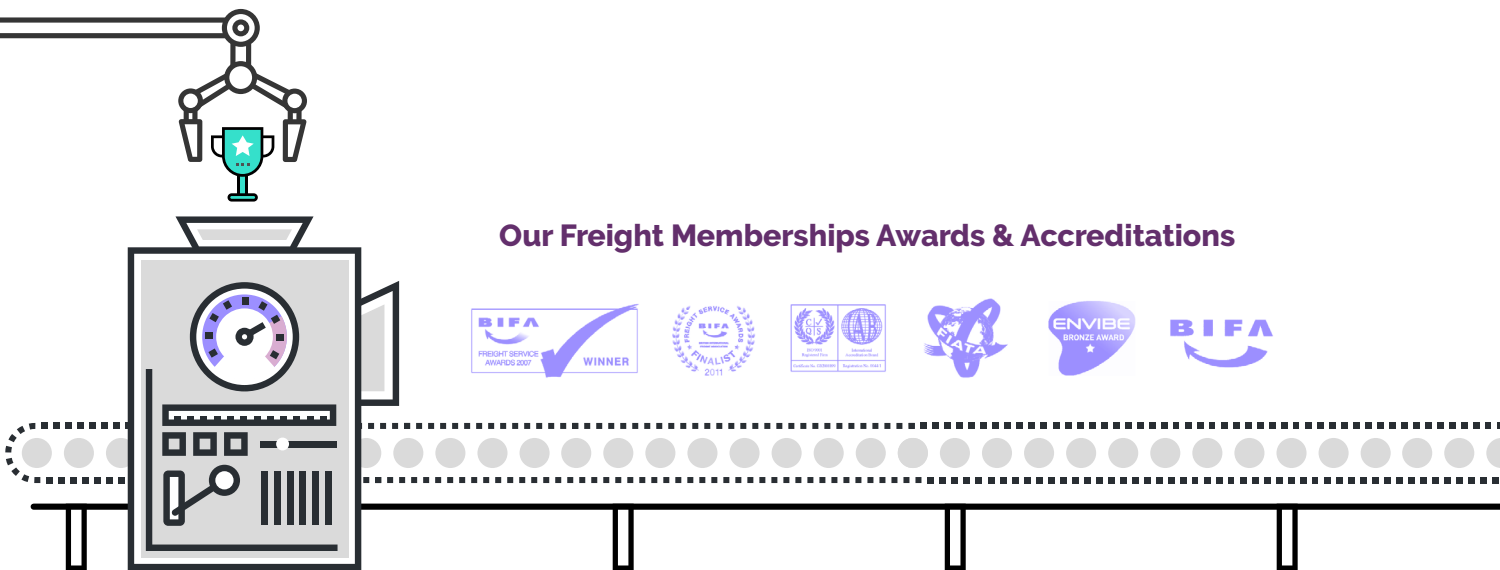 Our Freight Memberships Awards & Accreditations
BIFA
FREIGHT SERVICE
AWARDS 2007
WINNER
FREIGHT SERVICE AWARDS
BIFA
FINALIST
2011
FIATA
ENVIBE
BRONZE AWARD
BIFA